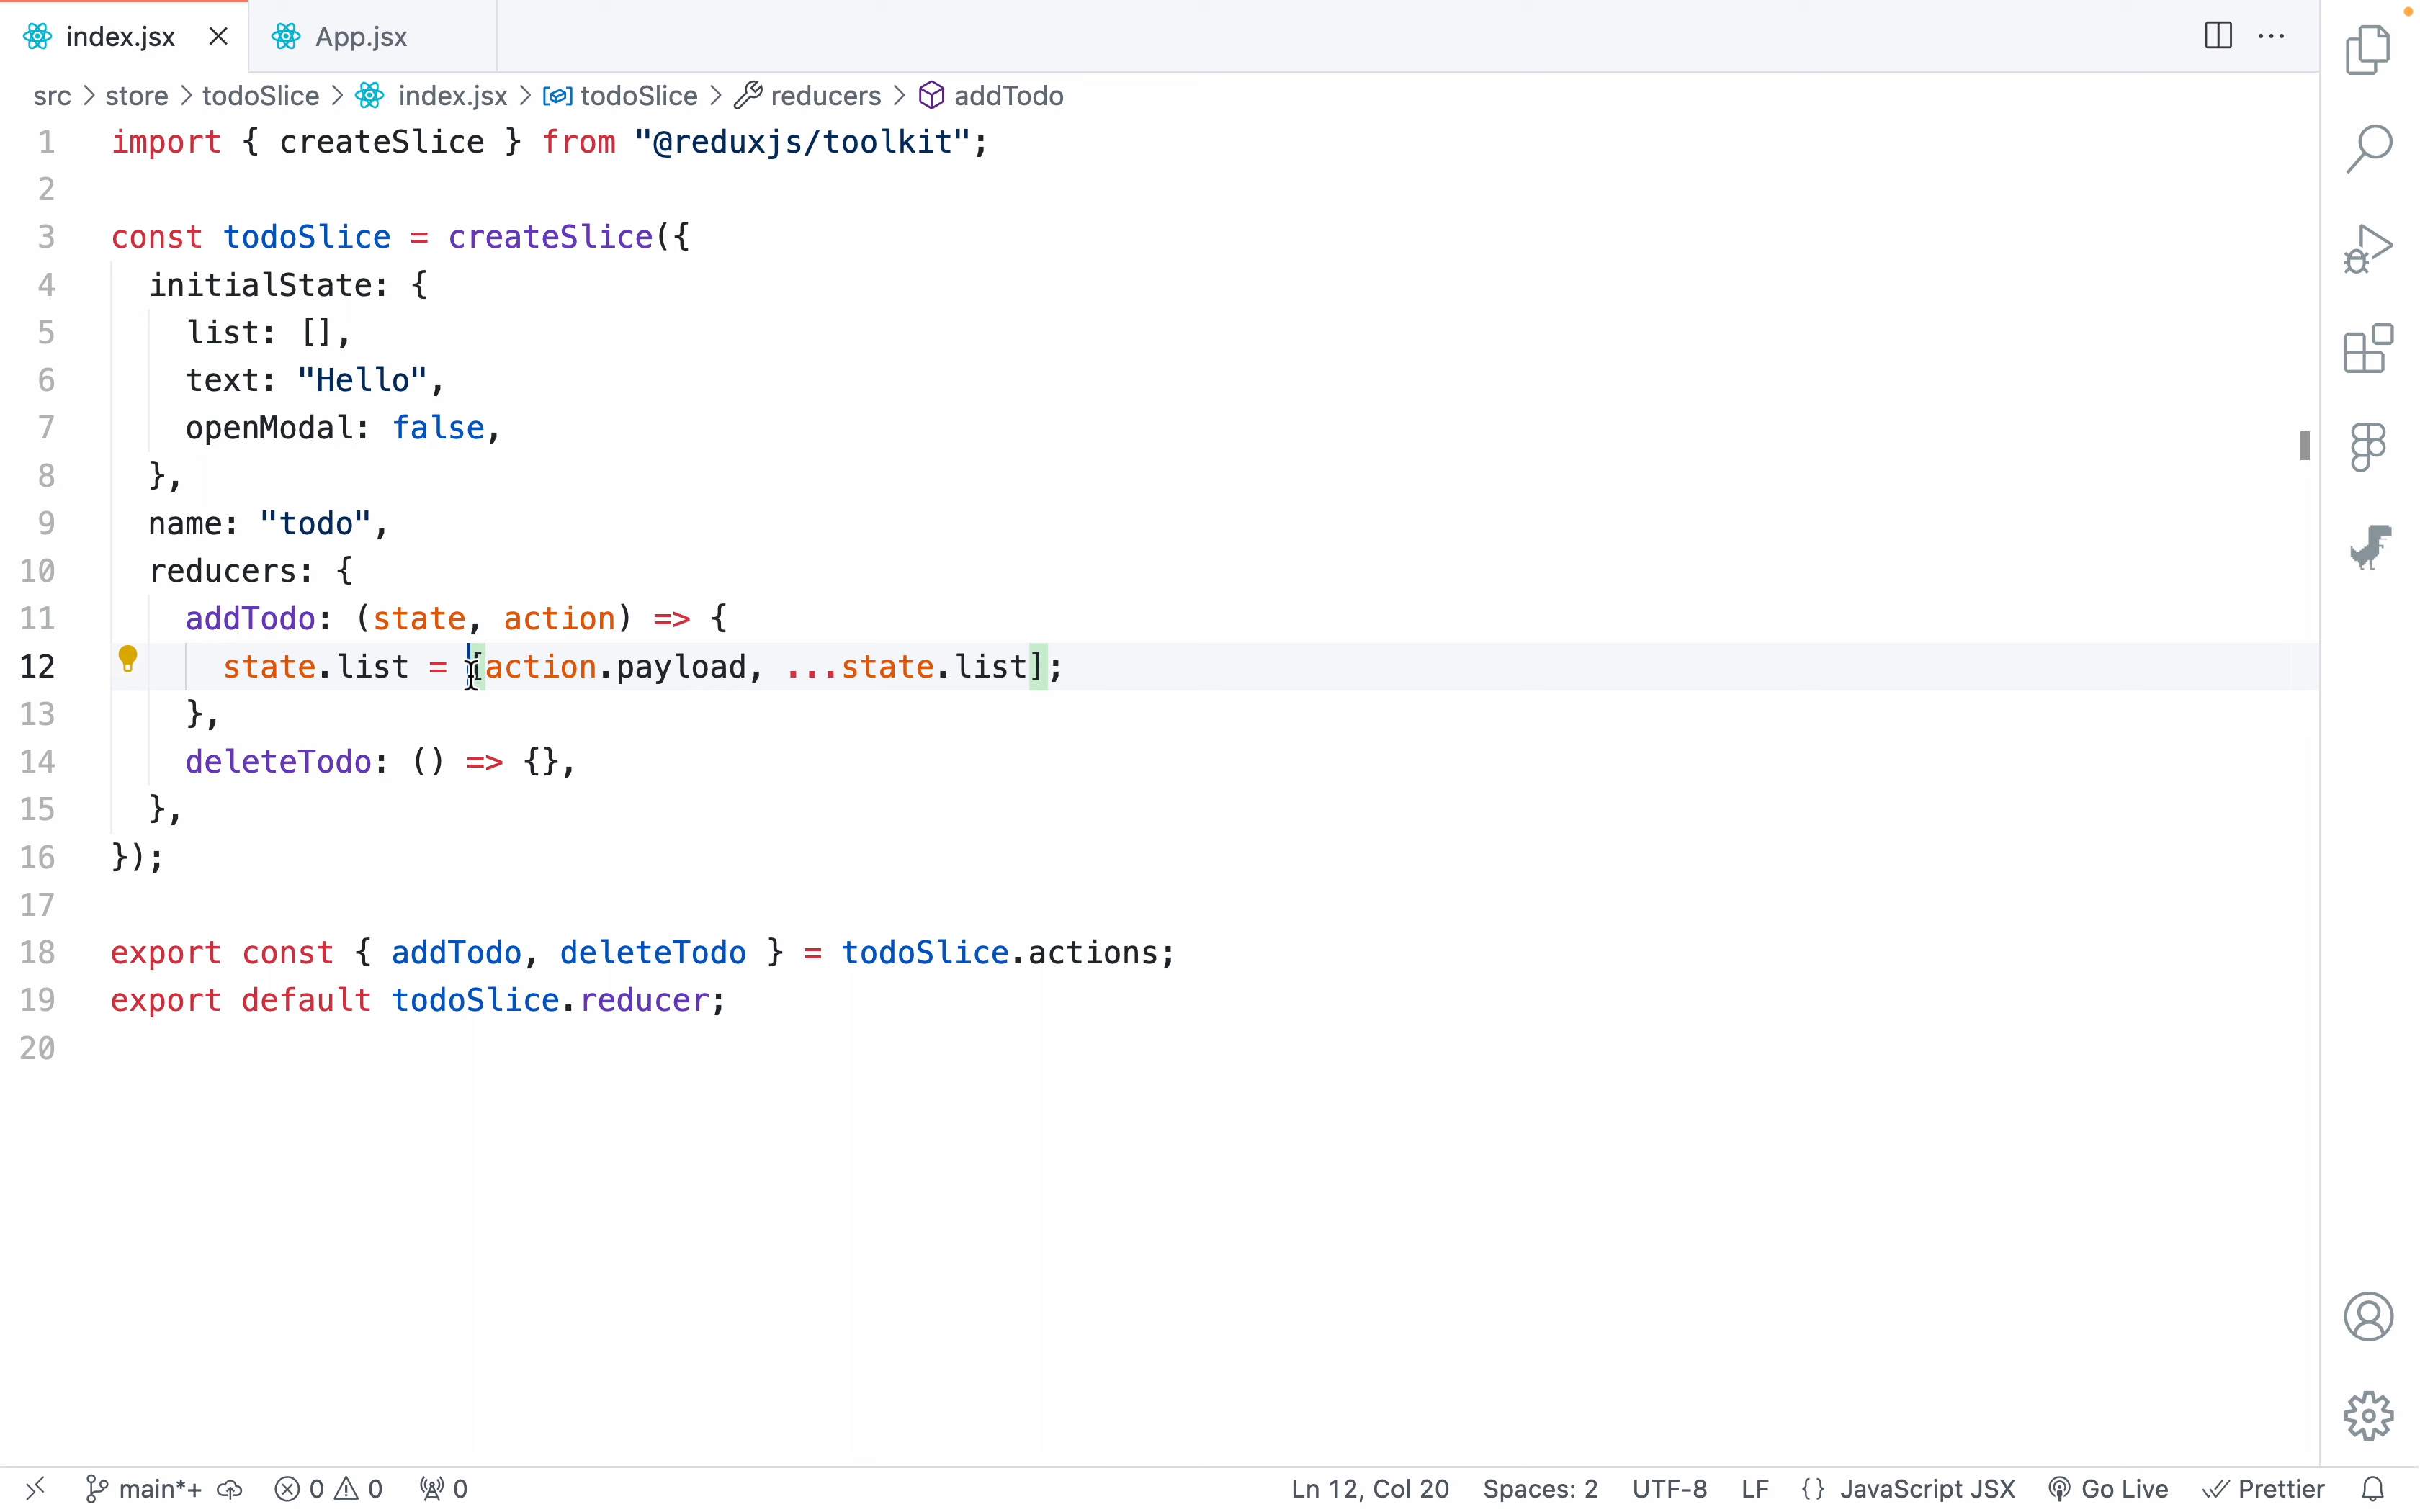 index.jsx App.jsx
src > store > todoSlice > index.jsx > todoSlice > reducers > addTodo
1 import { createSlice } from "@reduxjs/toolkit";
2
3 const todoSlice = createSlice({
4 initialState: {
5 list: [],
6 text: "Hello",
7 openModal: false,
8 },
9 name: "todo",
10 reducers: {
11 addTodo: (state, action) => {
12 state.list = [action.payload, ...state.list];
13 },
14 deleteTodo: () => {},
15 },
16 });
17
18 export const { addTodo, deleteTodo } = todoSlice.actions;
19 export default todoSlice.reducer;
20
main*+ 0 0 0 Ln 12, Col 20 Spaces: 2 UTF-8 LF {} JavaScript JSX Go Live Prettier